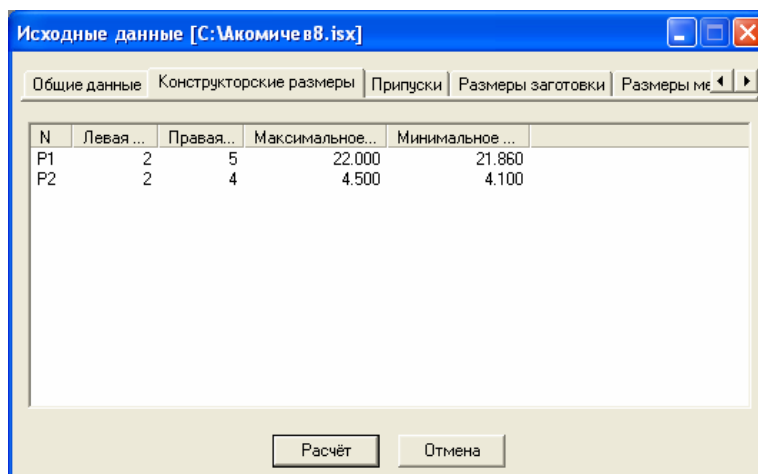 Исходные данные [C:\Акомичев8.isx]
Общие данные Конструкторские размеры Припуски Размеры заготовки Размеры ме
N Левая ... Правая... Максимальное... Минимальное ...
P1 2 5 22.000 21.860
P2 2 4 4.500 4.100
Расчёт Отмена